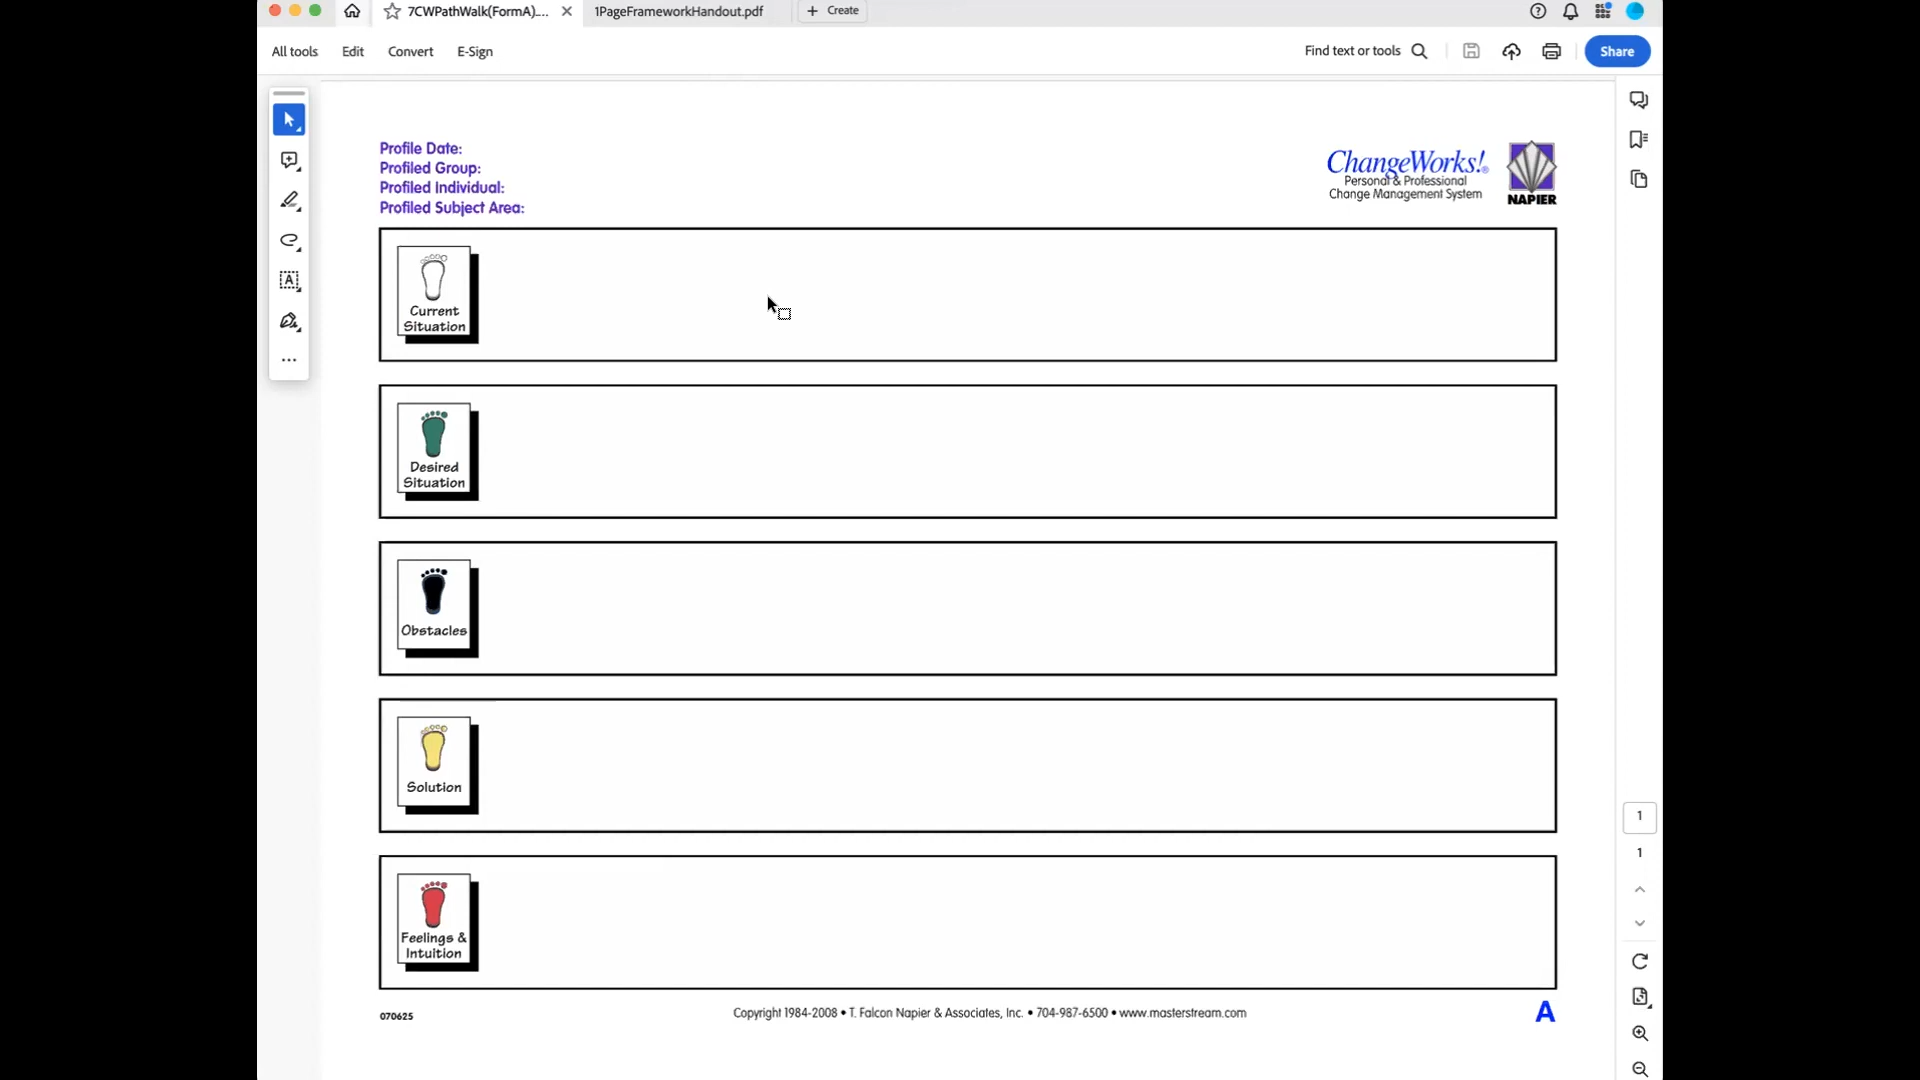 7CWPathWalk(FormA)....
1PageFrameworkHandout.pdf
Create
All tools
Edit
Convert
E-Sign
Find text or tools
Share
Profile Date:
Profiled Group:
Profiled Individual:
Profiled Subject Area:
ChangeWorks!®
Personal & Professional
Change Management System
NAPIER
Current
Situation
Desired
Situation
Obstacles
Solution
Feelings &
Intuition
1
1
070625
Copyright 1984-2008 • T. Falcon Napier & Associates, Inc. • 704-987-6500 • www.masterstream.com
A